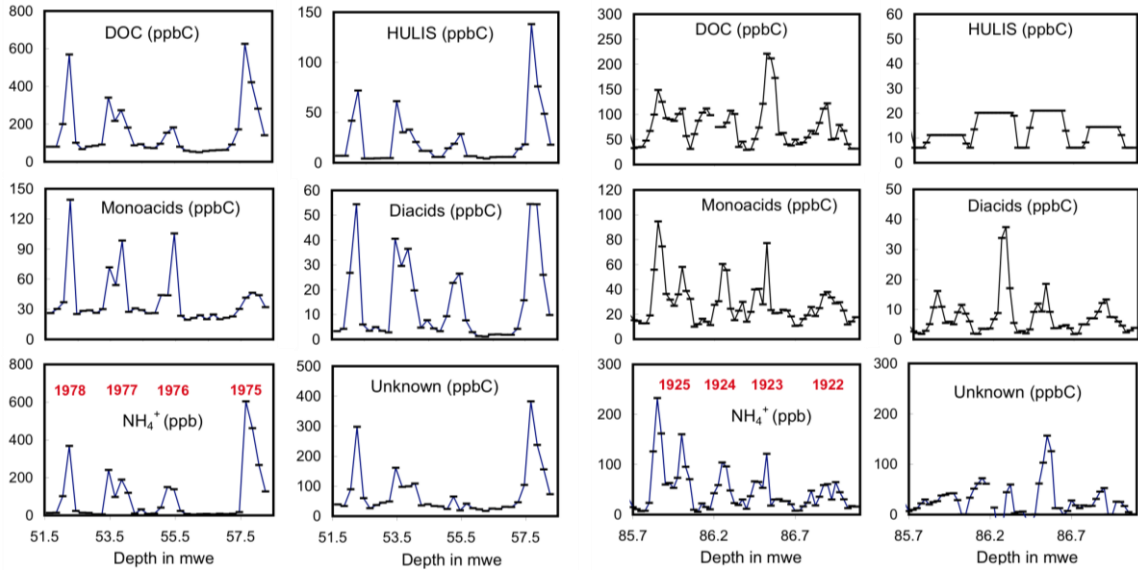 800 DOC (ppbC) 150 HULIS (ppbC) 300 DOC (ppbC) 60 HULIS (ppbC)
250 50
600 100 200 40
400 150 30
50 100 20
200 50 10
0 0 0 0
150 Monoacids (ppbC) 60 Diacids (ppbC) 120 Monoacids (ppbC) 50 Diacids (ppbC)
120 50 100 40
90 40 80 30
60 30 60 20
20 40
30 10 20 10
0 0 0 0
800 1978 1977 1976 1975 500 Unknown (ppbC) 300 1925 1924 1923 1922 300 Unknown (ppbC)
600 NH₄⁺ (ppb) 400 NH₄⁺ (ppb)
300 200 200
400 200
200 100 100 100
0 0 0 0
51.5 53.5 55.5 57.5 51.5 53.5 55.5 57.5 85.7 86.2 86.7 85.7 86.2 86.7
Depth in mwe Depth in mwe Depth in mwe Depth in mwe